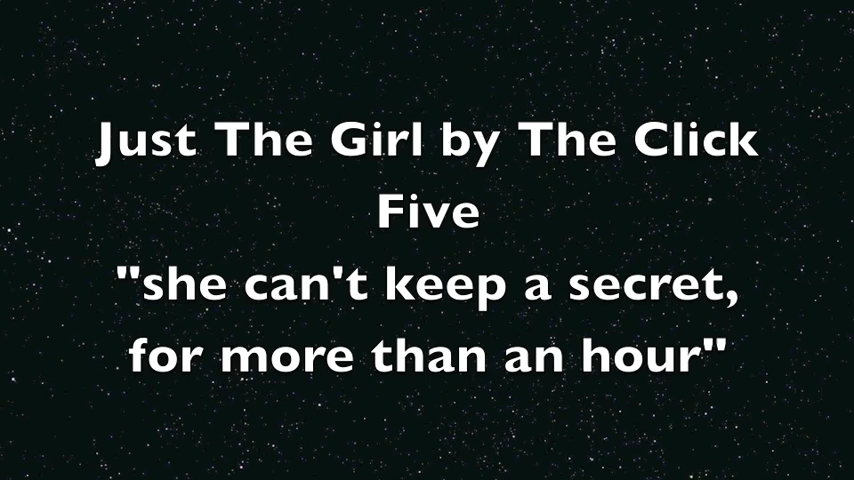 Just The Girl by The Click
Five
"she can't keep a secret,
for more than an hour"